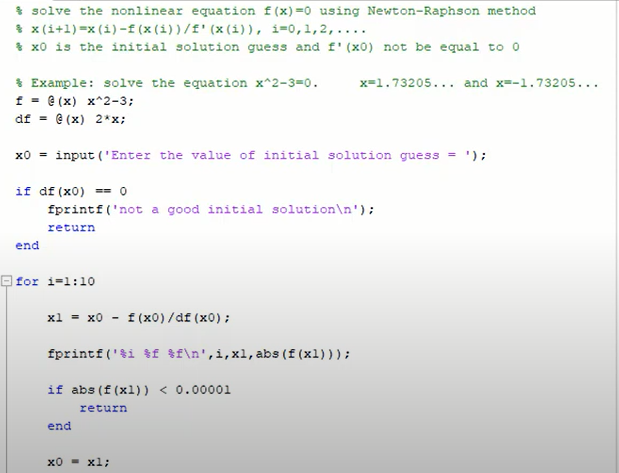 % solve the nonlinear equation f(x)=0 using Newton-Raphson method
% x(i+1)=x(i)-f(x(i))/f'(x(i)), i=0,1,2,....
% x0 is the initial solution guess and f'(x0) not be equal to 0
% Example: solve the equation x^2-3=0.     x=1.73205... and x=-1.73205...
f = @(x) x^2-3;
df = @(x) 2*x;
x0 = input('Enter the value of initial solution guess = ');
if df(x0) == 0
    fprintf('not a good initial solution\n');
    return
end
for i=1:10
    x1 = x0 - f(x0)/df(x0);
    fprintf('%i %f %f\n',i,x1,abs(f(x1)));
    if abs(f(x1)) < 0.00001
        return
    end
    x0 = x1;